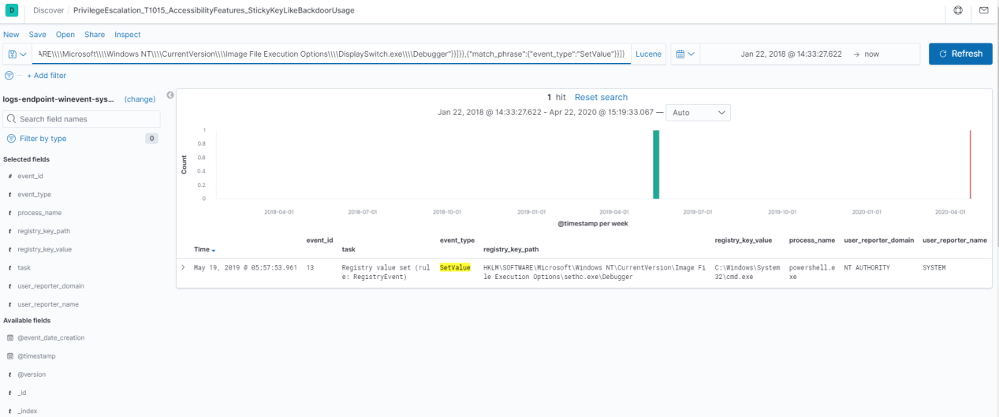 D Discover / PrivilegeEscalation_T1015_AccessibilityFeatures_StickyKeyLikeBackdoorUsage
New Save Open Share Inspect
ARE\\\\Microsoft\\\\Windows NT\\\\CurrentVersion\\\\Image File Execution Options\\\\DisplaySwitch.exe\\\\Debugger"}}]}},{"match_phrase":{"event_type":"SetValue"}}]} Lucene Jan 22, 2018 @ 14:33:27.622 → now Refresh
+ Add filter
logs-endpoint-winevent-sys... (change)
Search field names
Filter by type 0
Selected fields
# event_id
t event_type
t process_name
t registry_key_path
t registry_key_value
t task
t user_reporter_domain
t user_reporter_name
Available fields
@event_date_creation
@timestamp
t @version
t _id
t _index
1 hit Reset search
Jan 22, 2018 @ 14:33:27.622 - Apr 22, 2020 @ 15:19:33.067 — Auto
Count
1
0.8
0.6
0.4
0.2
0
2018-04-01 2018-07-01 2018-10-01 2019-01-01 2019-04-01 2019-07-01 2019-10-01 2020-01-01 2020-04-01
@timestamp per week
Time event_id task event_type registry_key_path registry_key_value process_name user_reporter_domain user_reporter_name
May 19, 2019 @ 05:57:53.961 13 Registry value set (rul SetValue HKLM\SOFTWARE\Microsoft\Windows NT\CurrentVersion\Image Fi C:\Windows\System powershell.e NT AUTHORITY SYSTEM
e: RegistryEvent) le Execution Options\sethc.exe\Debugger 32\cmd.exe xe